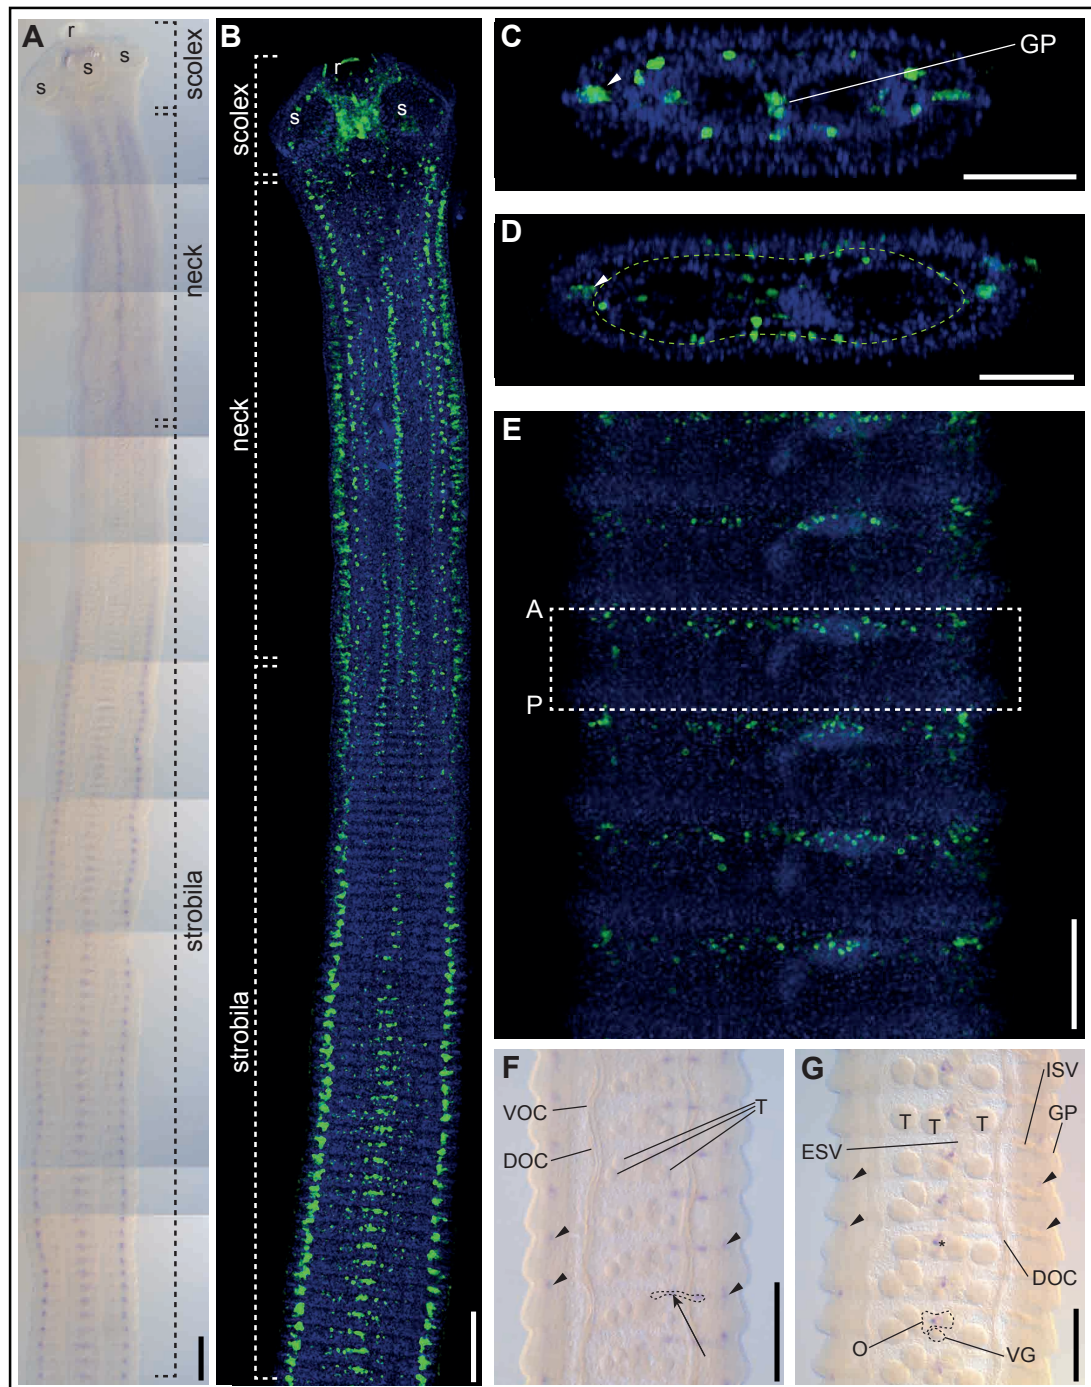 A
r
s
s
s
scolex
neck
strobila
B
r
s
s
scolex
neck
strobila
C
GP
D
E
A
P
F
VOC
DOC
T
G
ISV
GP
T
T
T
ESV
*
DOC
O
VG